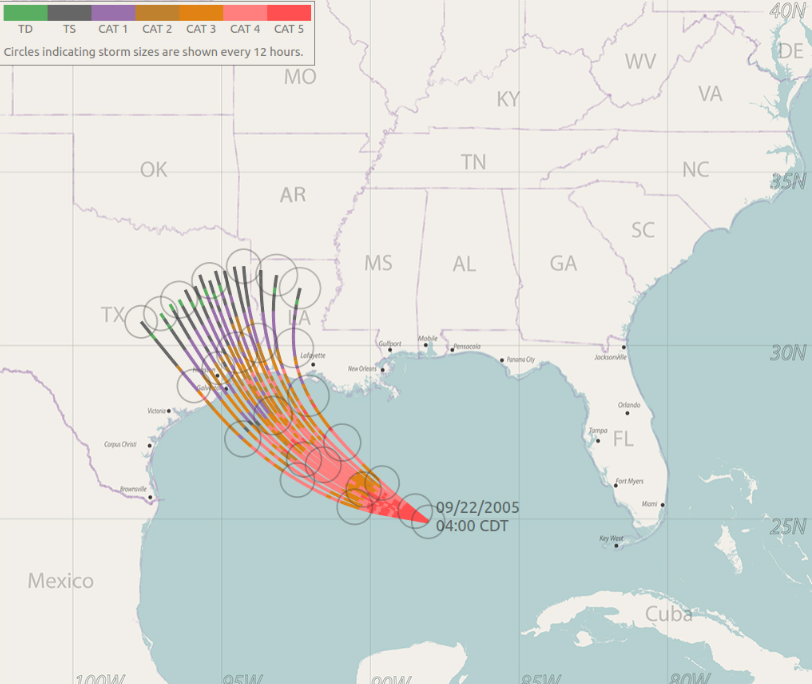 TD TS CAT 1 CAT 2 CAT 3 CAT 4 CAT 5
Circles indicating storm sizes are shown every 12 hours.
40N
DE
MO
WV
KY
VA
OK
TN
NC
35N
AR
SC
MS
AL
GA
TX
LA
Gulfport
Mobile
Pensacola
Panama City
Jacksonville
30N
Lafayette
New Orleans
Victoria
Orlando
Tampa
FL
Corpus Christi
Fort Myers
Brownsville
Miami
09/22/2005
04:00 CDT
25N
Key West
Mexico
Cuba
100W
95W
90W
85W
80W